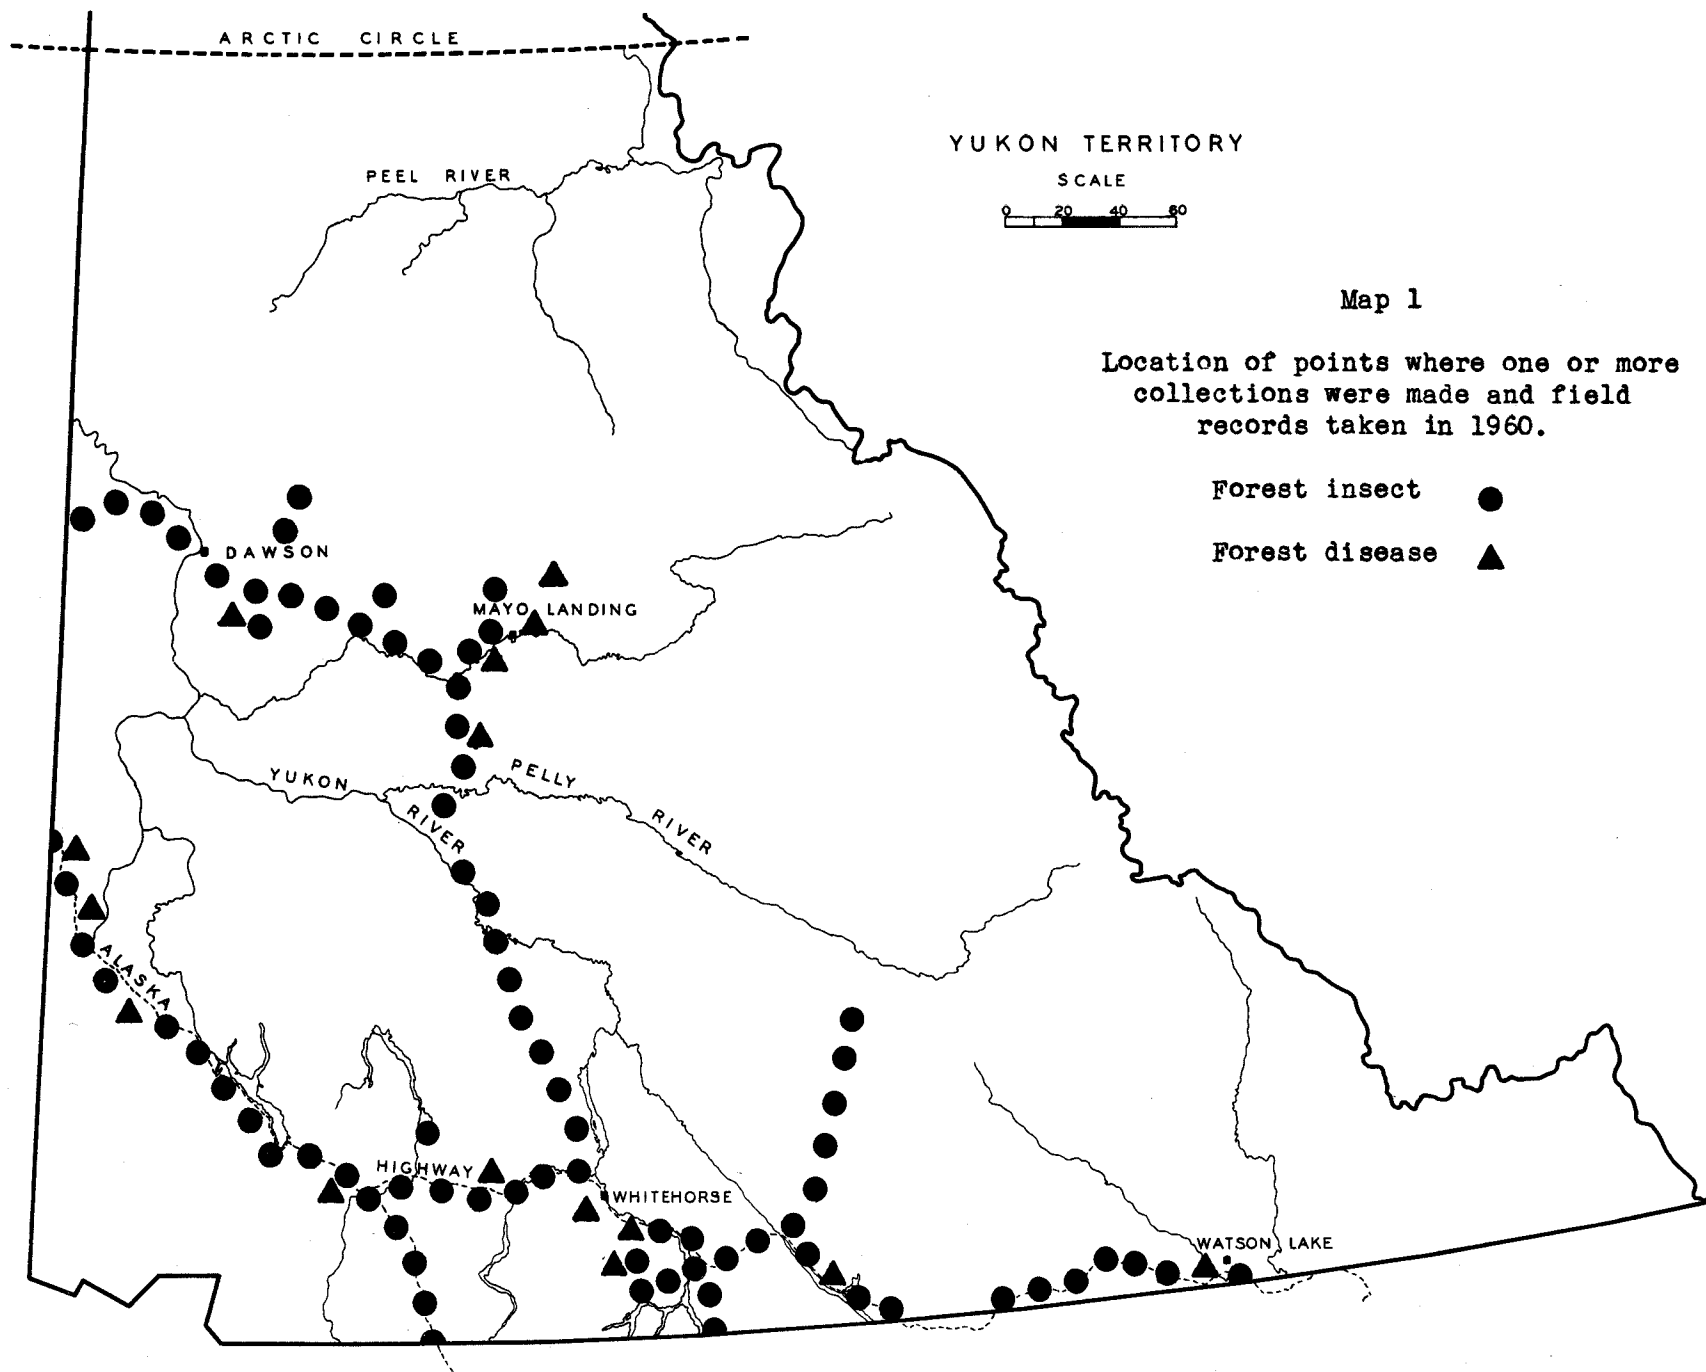 ARCTIC CIRCLE
YUKON TERRITORY
PEEL RIVER
SCALE
0 20 40 60
Map 1
Location of points where one or more
collections were made and field
records taken in 1960.
Forest insect
Forest disease
DAWSON
MAYO LANDING
YUKON RIVER
PELLY RIVER
ALASKA HIGHWAY
WHITEHORSE
WATSON LAKE